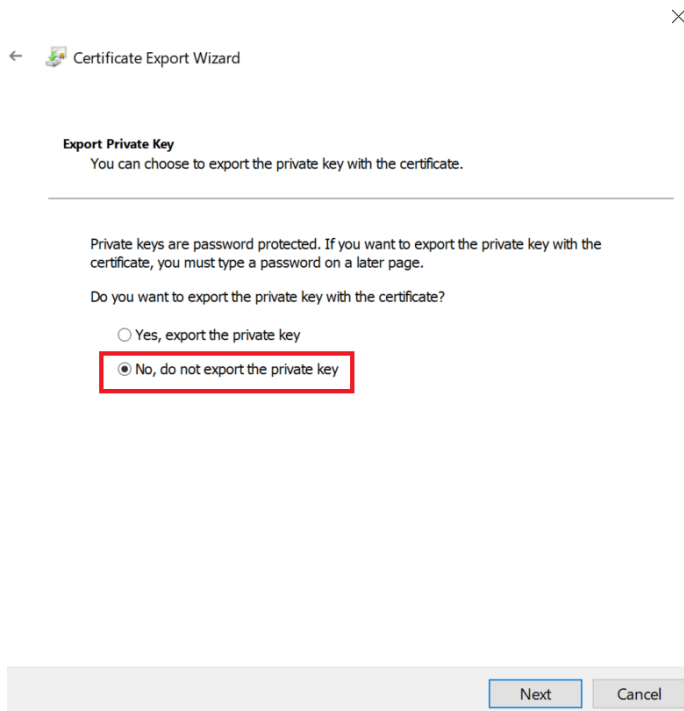 Certificate Export Wizard
Export Private Key
You can choose to export the private key with the certificate.
Private keys are password protected. If you want to export the private key with the
certificate, you must type a password on a later page.
Do you want to export the private key with the certificate?
Yes, export the private key
No, do not export the private key
Next
Cancel